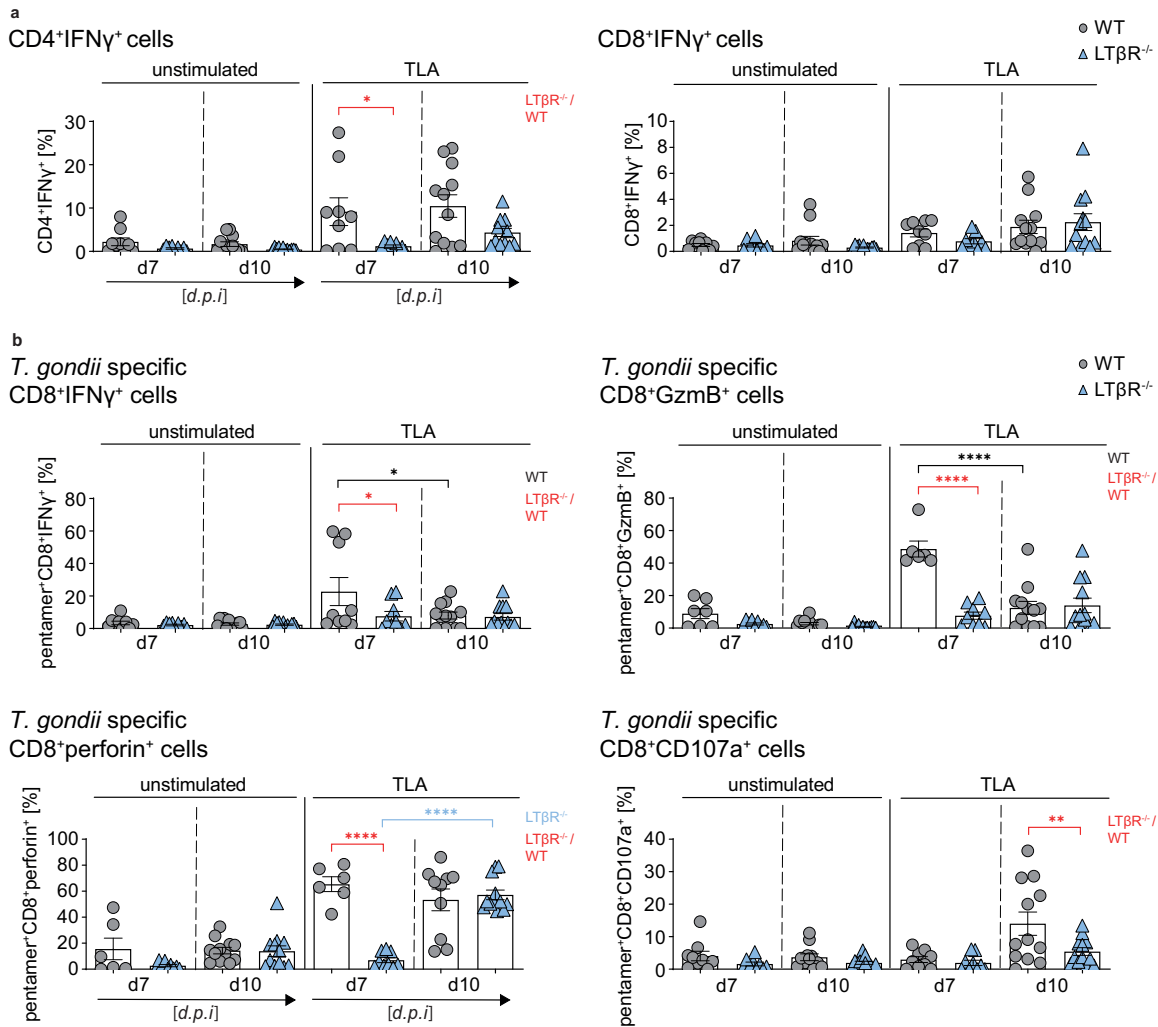 a
CD4⁺IFNγ⁺ cells
CD8⁺IFNγ⁺ cells
WT
LTβR⁻/⁻
unstimulated
TLA
LTβR⁻/⁻ /
WT
*
CD4⁺IFNγ⁺ [%]
30
20
10
0
d7
d10
d7
d10
[d.p.i]
[d.p.i]
unstimulated
TLA
CD8⁺IFNγ⁺ [%]
10
8
6
4
2
0
d7
d10
d7
d10
b
T. gondii specific
CD8⁺IFNγ⁺ cells
T. gondii specific
CD8⁺GzmB⁺ cells
WT
LTβR⁻/⁻
unstimulated
TLA
*
*
WT
LTβR⁻/⁻ /
WT
pentamer⁺CD8⁺IFNγ⁺ [%]
80
60
40
20
0
d7
d10
d7
d10
unstimulated
TLA
****
****
WT
LTβR⁻/⁻ /
WT
pentamer⁺CD8⁺GzmB⁺ [%]
80
60
40
20
0
d7
d10
d7
d10
T. gondii specific
CD8⁺perforin⁺ cells
T. gondii specific
CD8⁺CD107a⁺ cells
unstimulated
TLA
****
****
LTβR⁻/⁻
LTβR⁻/⁻ /
WT
pentamer⁺CD8⁺perforin⁺ [%]
100
80
60
40
20
0
d7
d10
d7
d10
[d.p.i]
[d.p.i]
unstimulated
TLA
**
LTβR⁻/⁻ /
WT
pentamer⁺CD8⁺CD107a⁺ [%]
40
30
20
10
0
d7
d10
d7
d10